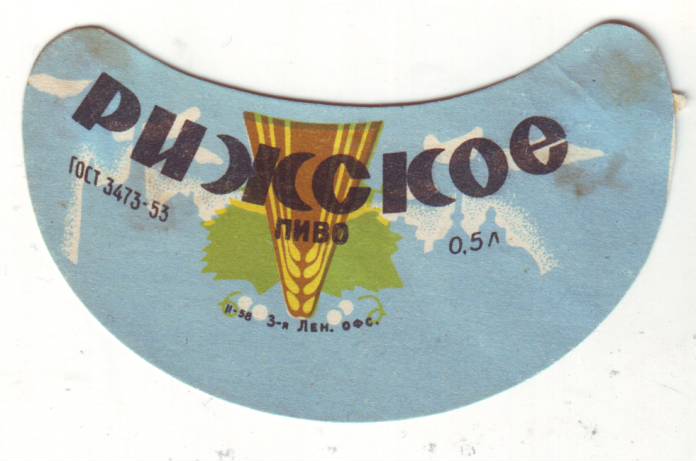 РИЖСКОЕ
ПИВО
ГОСТ 3473-53
0,5 л
И-58 3-я ЛЕН. ОФС.